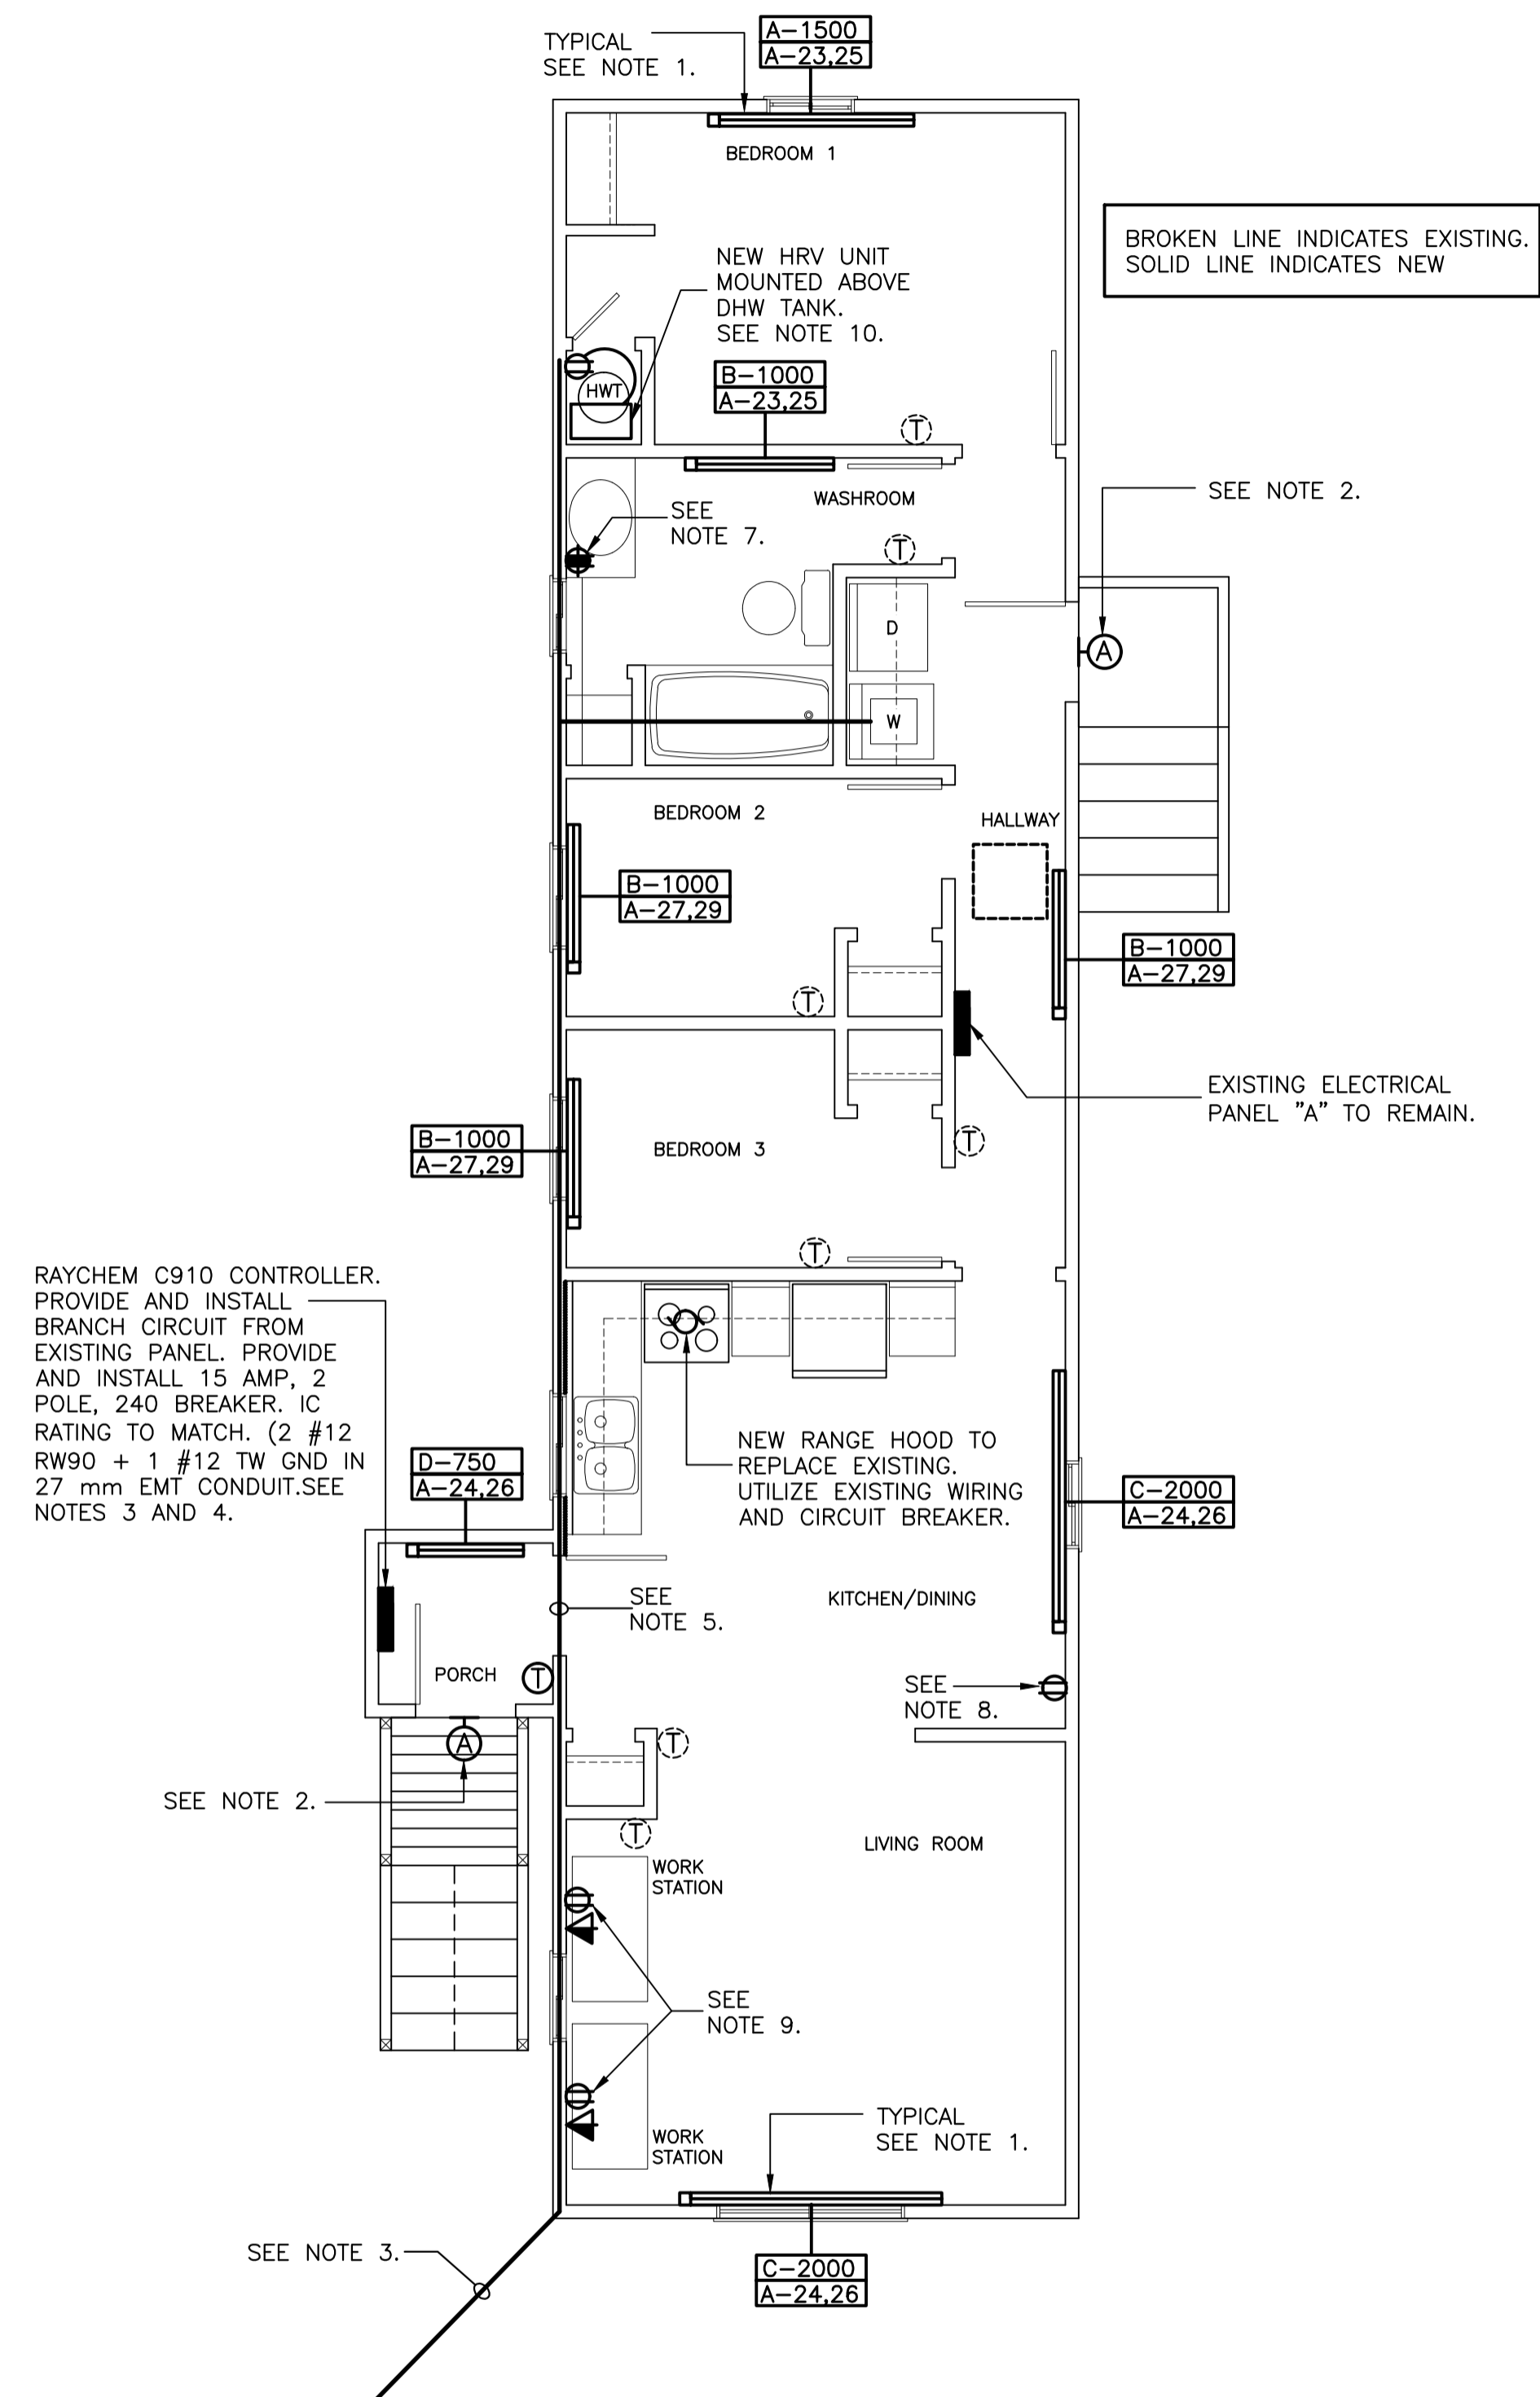 TYPICAL
SEE NOTE 1.
A-1500
A-23,25
BEDROOM 1
BROKEN LINE INDICATES EXISTING.
SOLID LINE INDICATES NEW
NEW HRV UNIT
MOUNTED ABOVE
DHW TANK.
SEE NOTE 10.
HWT
B-1000
A-23,25
T
WASHROOM
SEE NOTE 2.
SEE
NOTE 7.
T
D
A
W
BEDROOM 2
HALLWAY
B-1000
A-27,29
B-1000
A-27,29
T
EXISTING ELECTRICAL
PANEL "A" TO REMAIN.
B-1000
A-27,29
BEDROOM 3
T
T
RAYCHEM C910 CONTROLLER.
PROVIDE AND INSTALL
BRANCH CIRCUIT FROM
EXISTING PANEL. PROVIDE
AND INSTALL 15 AMP, 2
POLE, 240 BREAKER. IC
RATING TO MATCH. (2 #12
RW90 + 1 #12 TW GND IN
27 mm EMT CONDUIT.SEE
NOTES 3 AND 4.
D-750
A-24,26
NEW RANGE HOOD TO
REPLACE EXISTING.
UTILIZE EXISTING WIRING
AND CIRCUIT BREAKER.
C-2000
A-24,26
SEE
NOTE 5.
KITCHEN/DINING
PORCH
T
SEE
NOTE 8.
A
T
SEE NOTE 2.
T
LIVING ROOM
WORK
STATION
SEE
NOTE 9.
TYPICAL
SEE NOTE 1.
WORK
STATION
SEE NOTE 3.
C-2000
A-24,26